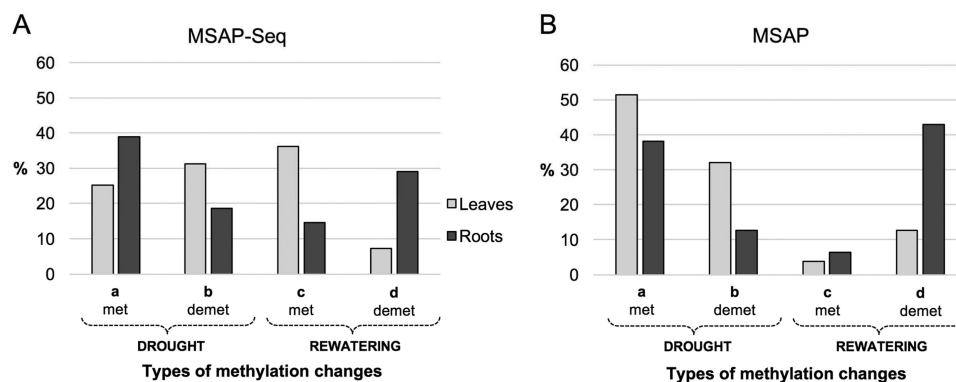 A
MSAP-Seq
60
50
40
%
30
20
10
0
a b c d
met demet met demet
DROUGHT REWATERING
Types of methylation changes
Leaves
Roots
B
MSAP
60
50
40
%
30
20
10
0
a b c d
met demet met demet
DROUGHT REWATERING
Types of methylation changes